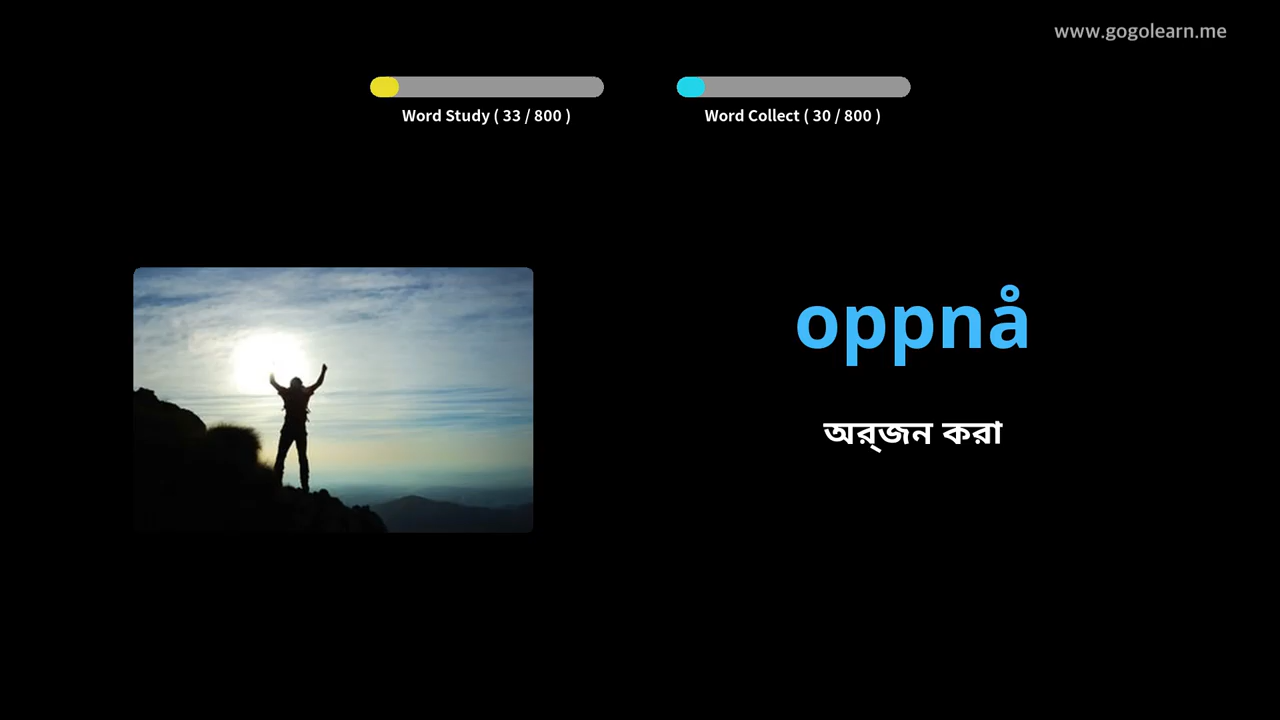 www.gogolearn.me
Word Study ( 33 / 800 )
Word Collect ( 30 / 800 )
oppnå
অর্জন করা